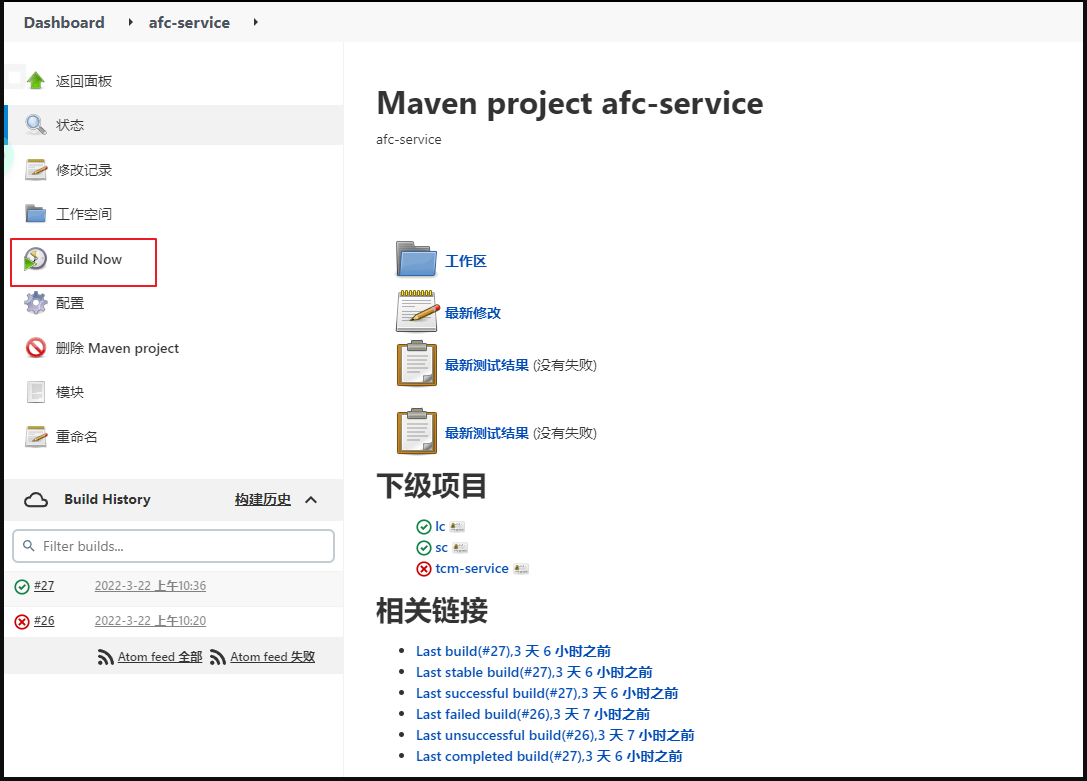 Dashboard afc-service
返回面板
状态
修改记录
工作空间
Build Now
配置
删除 Maven project
模块
重命名
Build History 构建历史
Filter builds...
#27 2022-3-22 上午10:36
#26 2022-3-22 上午10:20
Atom feed 全部 Atom feed 失败
Maven project afc-service
afc-service
工作区
最新修改
最新测试结果 (没有失败)
最新测试结果 (没有失败)
下级项目
lc
sc
tcm-service
相关链接
Last build(#27),3 天 6 小时之前
Last stable build(#27),3 天 6 小时之前
Last successful build(#27),3 天 6 小时之前
Last failed build(#26),3 天 7 小时之前
Last unsuccessful build(#26),3 天 7 小时之前
Last completed build(#27),3 天 6 小时之前